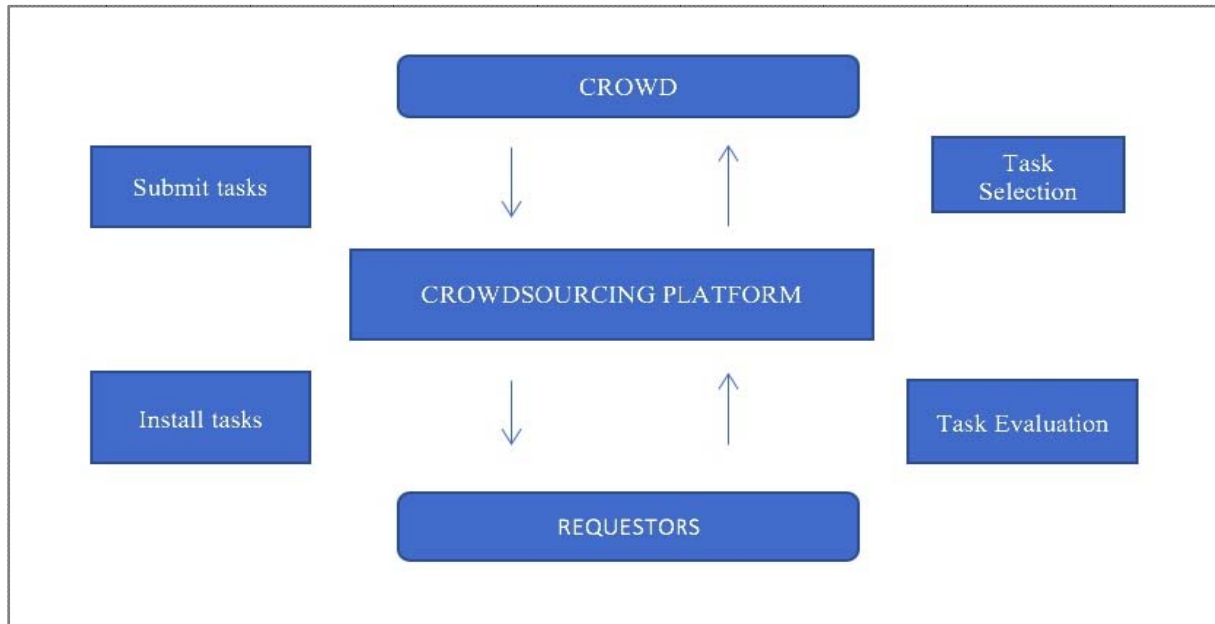 CROWD
Submit tasks
Task
Selection
CROWDSOURCING PLATFORM
Install tasks
Task Evaluation
REQUESTORS